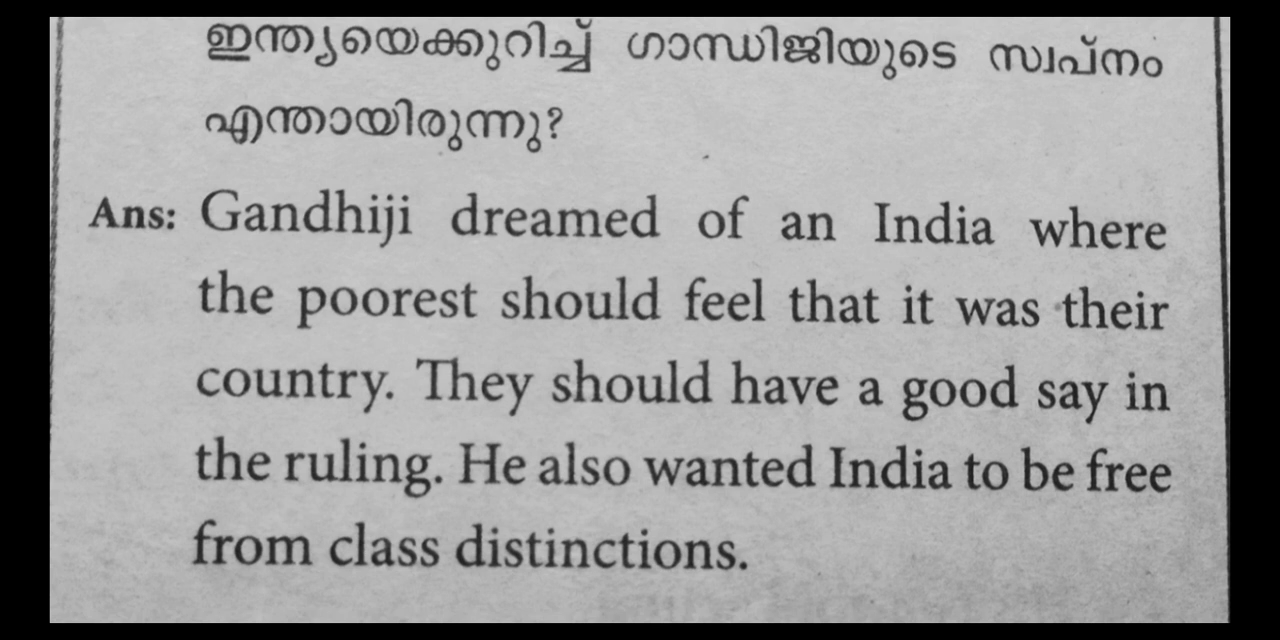 ഇന്ത്യയെക്കുറിച്ച് ഗാന്ധിജിയുടെ സ്വപ്നം
എന്തായിരുന്നു?
Ans: Gandhiji dreamed of an India where
the poorest should feel that it was their
country. They should have a good say in
the ruling. He also wanted India to be free
from class distinctions.